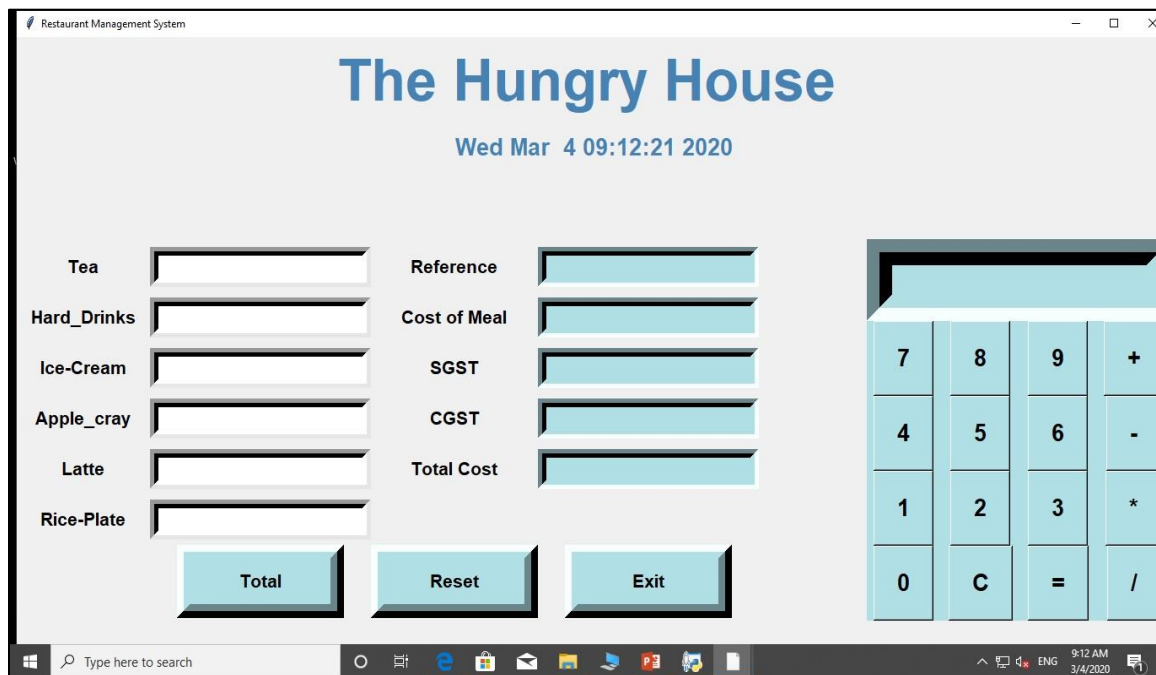 Restaurant Management System
The Hungry House
Wed Mar  4 09:12:21 2020
Tea
Reference
Hard_Drinks
Cost of Meal
Ice-Cream
SGST
Apple_cray
CGST
Latte
Total Cost
Rice-Plate
Total Reset Exit
7 8 9 +
4 5 6 -
1 2 3 *
0 C = /
Type here to search
ENG
9:12 AM
3/4/2020
1